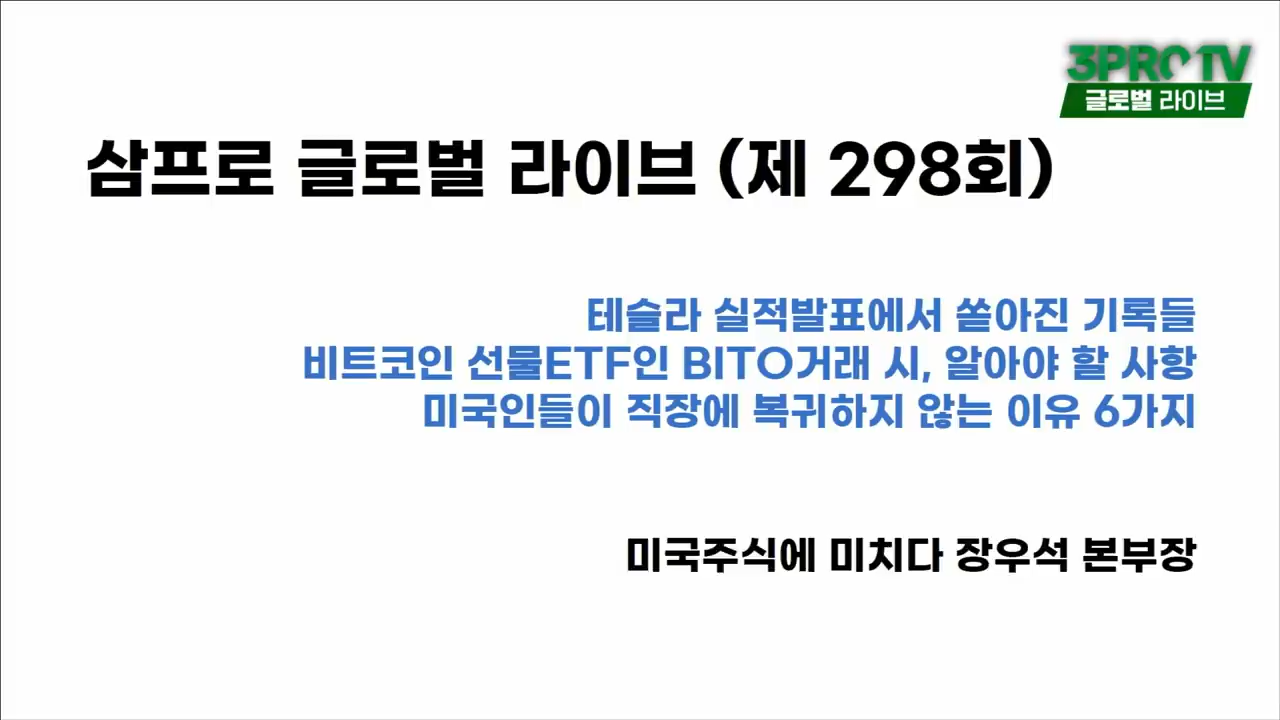 3PRO TV
글로벌 라이브
삼프로 글로벌 라이브 (제 298회)
테슬라 실적발표에서 쏟아진 기록들
비트코인 선물ETF인 BITO거래 시, 알아야 할 사항
미국인들이 직장에 복귀하지 않는 이유 6가지
미국주식에 미치다 장우석 본부장